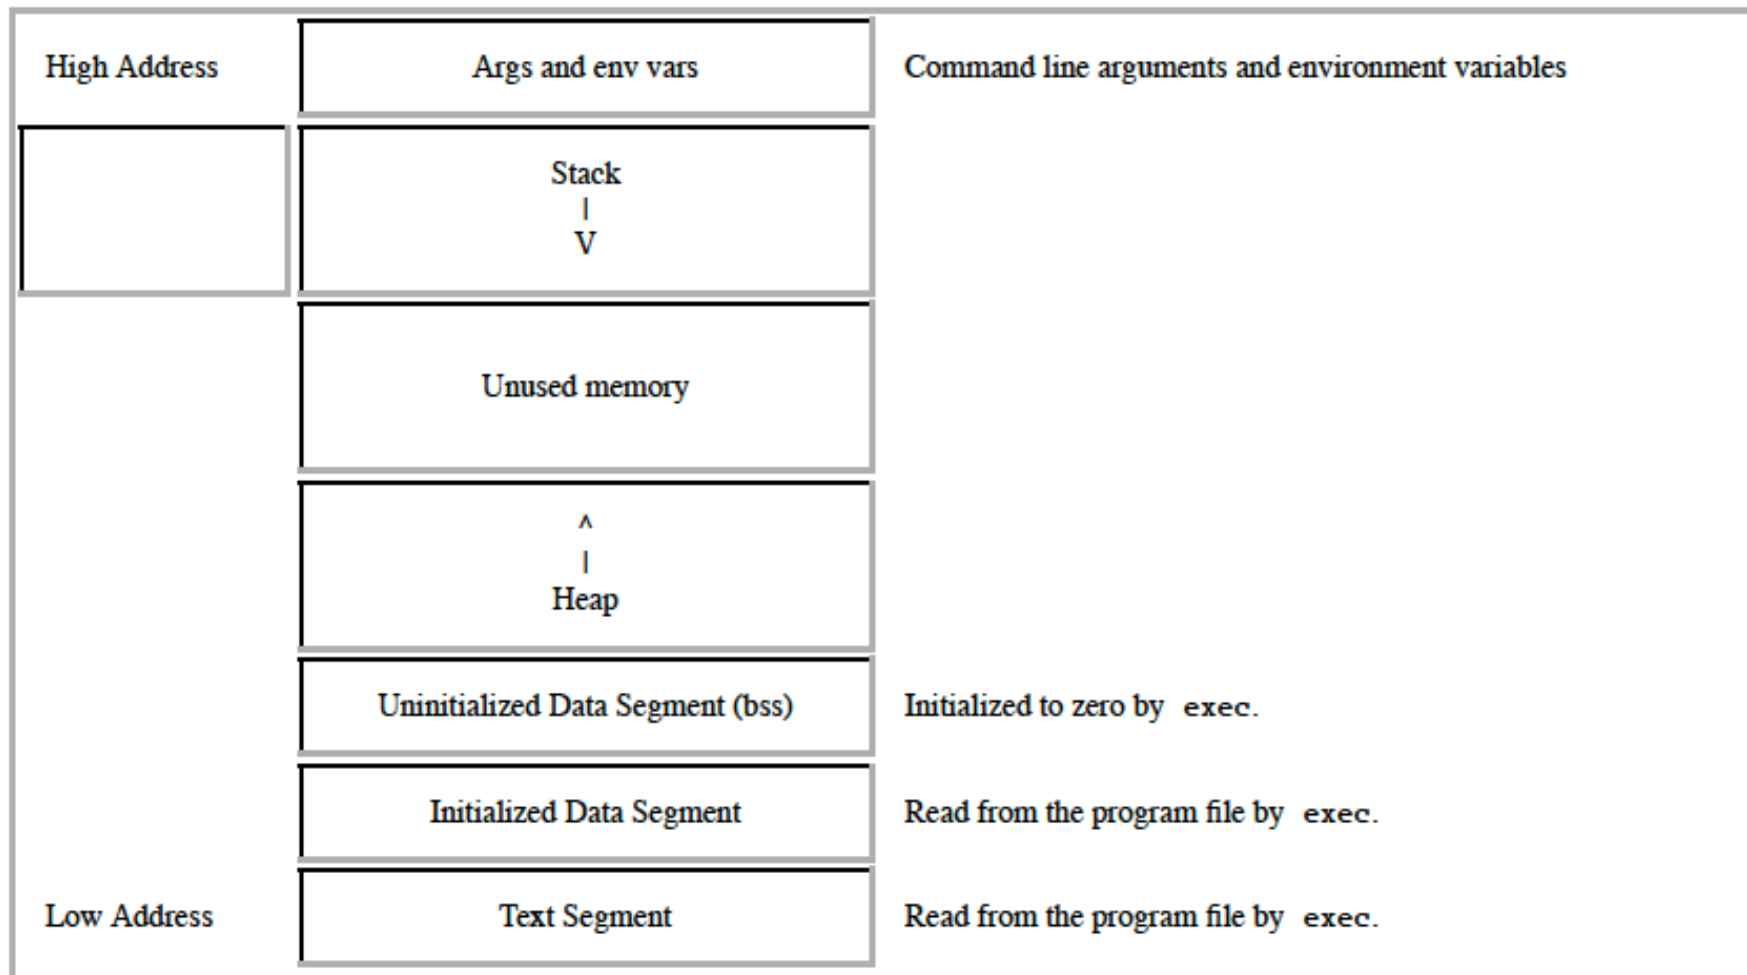 High Address Args and env vars Command line arguments and environment variables
Stack
|
V
Unused memory
^
|
Heap
Uninitialized Data Segment (bss) Initialized to zero by exec.
Initialized Data Segment Read from the program file by exec.
Low Address Text Segment Read from the program file by exec.